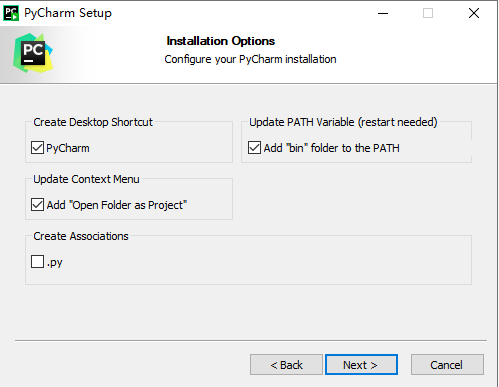 PyCharm Setup
PC
Installation Options
Configure your PyCharm installation
Create Desktop Shortcut
PyCharm
Update PATH Variable (restart needed)
Add "bin" folder to the PATH
Update Context Menu
Add "Open Folder as Project"
Create Associations
.py
< Back
Next >
Cancel